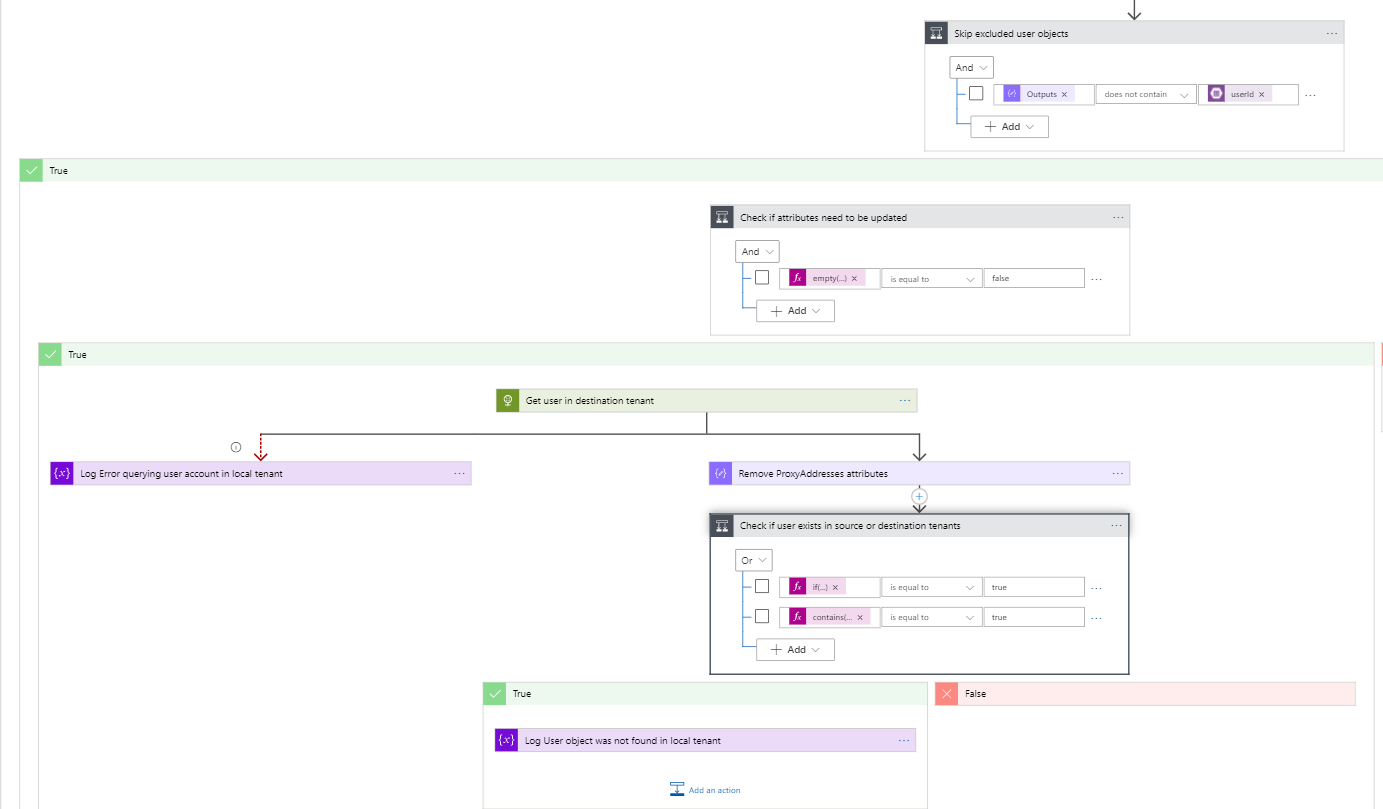 Skip excluded user objects
And
Outputs does not contain userId
Add
True
Check if attributes need to be updated
And
fx empty(...) is equal to false
Add
True
Get user in destination tenant
{x} Log Error querying user account in local tenant
Remove ProxyAddresses attributes
Check if user exists in source or destination tenants
Or
fx if(...) is equal to true
fx contains(... is equal to true
Add
True
False
{x} Log User object was not found in local tenant
Add an action